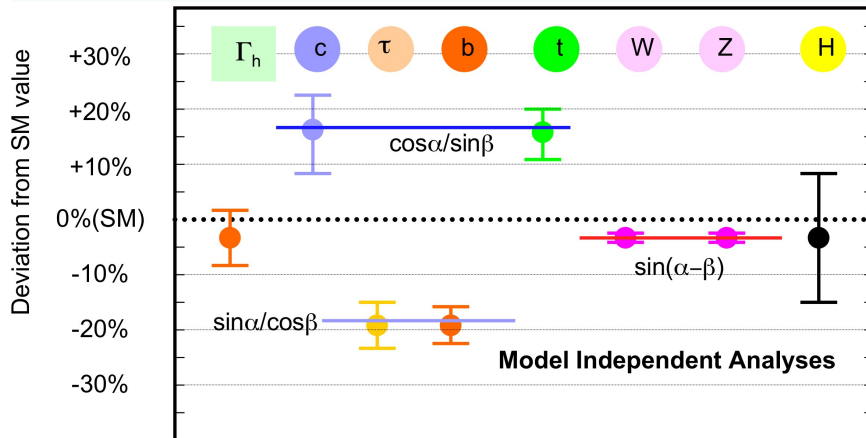 Deviation from SM value
+30%
+20%
+10%
0%(SM)
-10%
-20%
-30%
Γh c τ b t W Z H
cosα/sinβ
sin(α−β)
sinα/cosβ
Model Independent Analyses